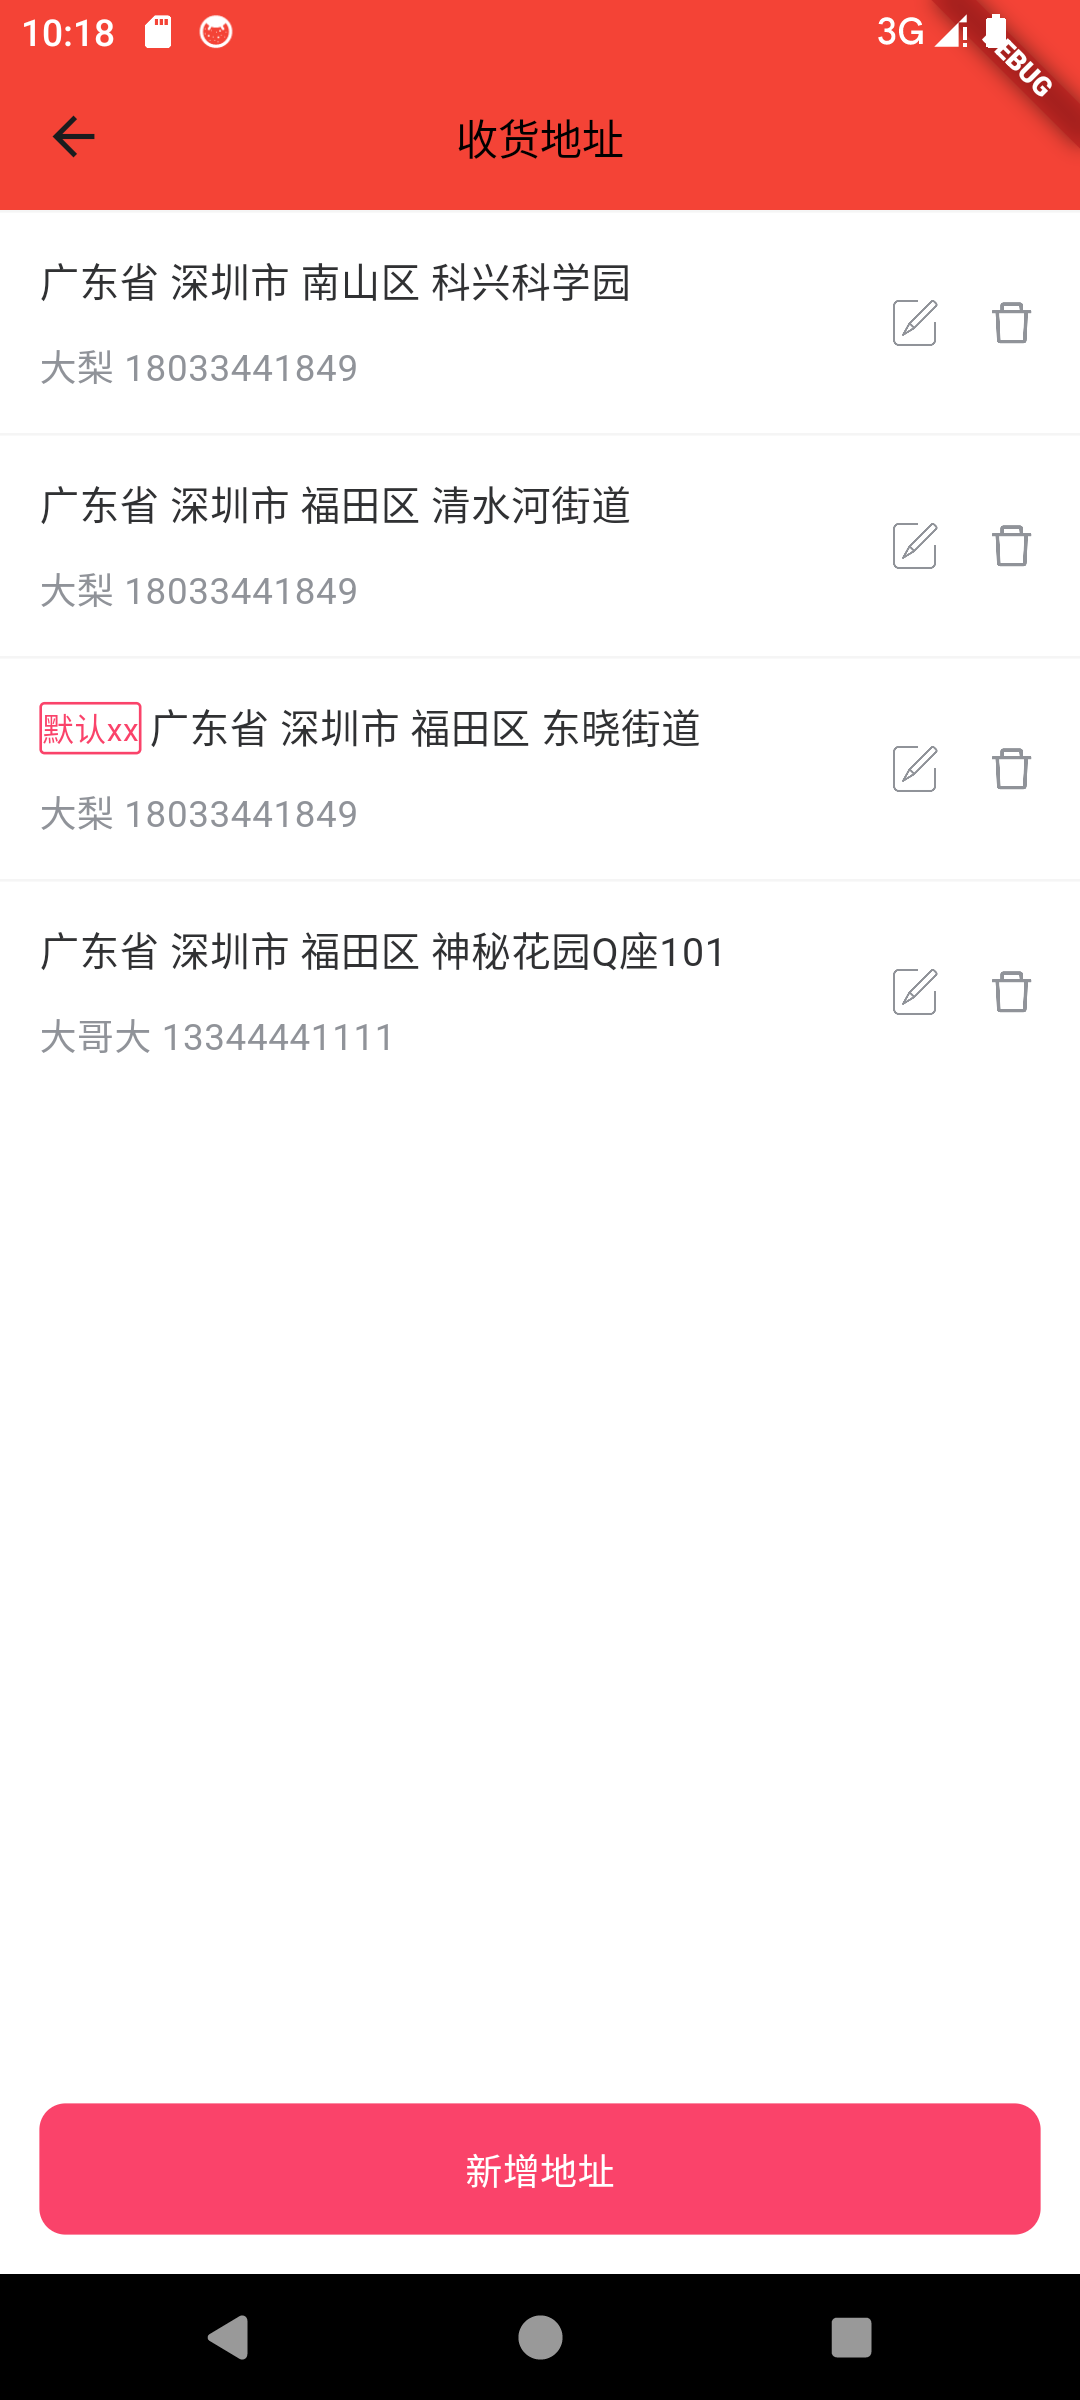 10:18
3G
EBUG
收货地址
广东省 深圳市 南山区 科兴科学园
大梨 18033441849
广东省 深圳市 福田区 清水河街道
大梨 18033441849
默认xx 广东省 深圳市 福田区 东晓街道
大梨 18033441849
广东省 深圳市 福田区 神秘花园Q座101
大哥大 13344441111
新增地址